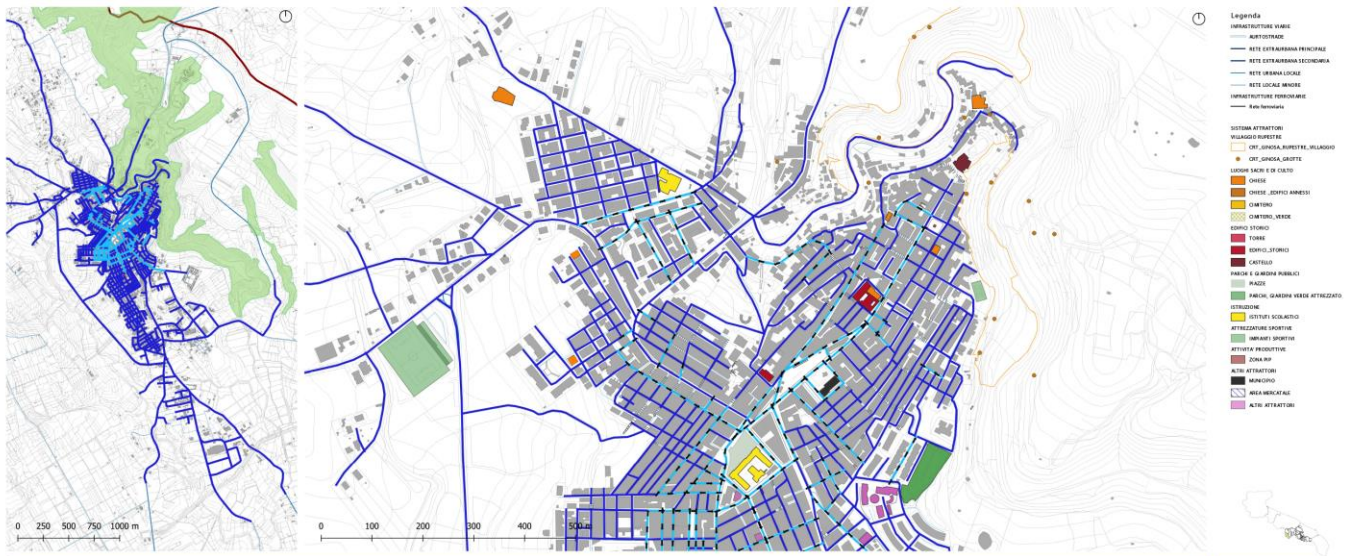 0 250 500 750 1000 m
0 100 200 300 400 500 m
Legenda
INFRASTRUTTURE VIARIE
AURTOSTRADE
RETE EXTRAURBANA PRINCIPALE
RETE EXTRAURBANA SECONDARIA
RETE URBANA LOCALE
RETE LOCALE MINORE
INFRASTRUTTURE FERROVIARIE
Rete ferroviaria
SISTEMA ATTRATTORI
VILLAGGIO RUPESTRE
CRT_GINOSA_RUPESTRE_VILLAGGIO
CRT_GINOSA_GROTTE
LUOGHI SACRI E DI CULTO
CHIESE
CHIESE_EDIFICI ANNESSI
CIMITERO
CIMITERO_VERDE
EDIFICI STORICI
TORRE
EDIFICI_STORICI
CASTELLO
PARCHI E GIARDINI PUBBLICI
PIAZZE
PARCHI, GIARDINI VERDE ATTREZZATO
ISTRUZIONE
ISTITUTI SCOLASTICI
ATTREZZATURE SPORTIVE
IMPIANTI SPORTIVI
ATTIVITA' PRODUTTIVE
ZONA PIP
ALTRI ATTRATTORI
MUNICIPIO
AREA MERCATALE
ALTRI ATTRATTORI